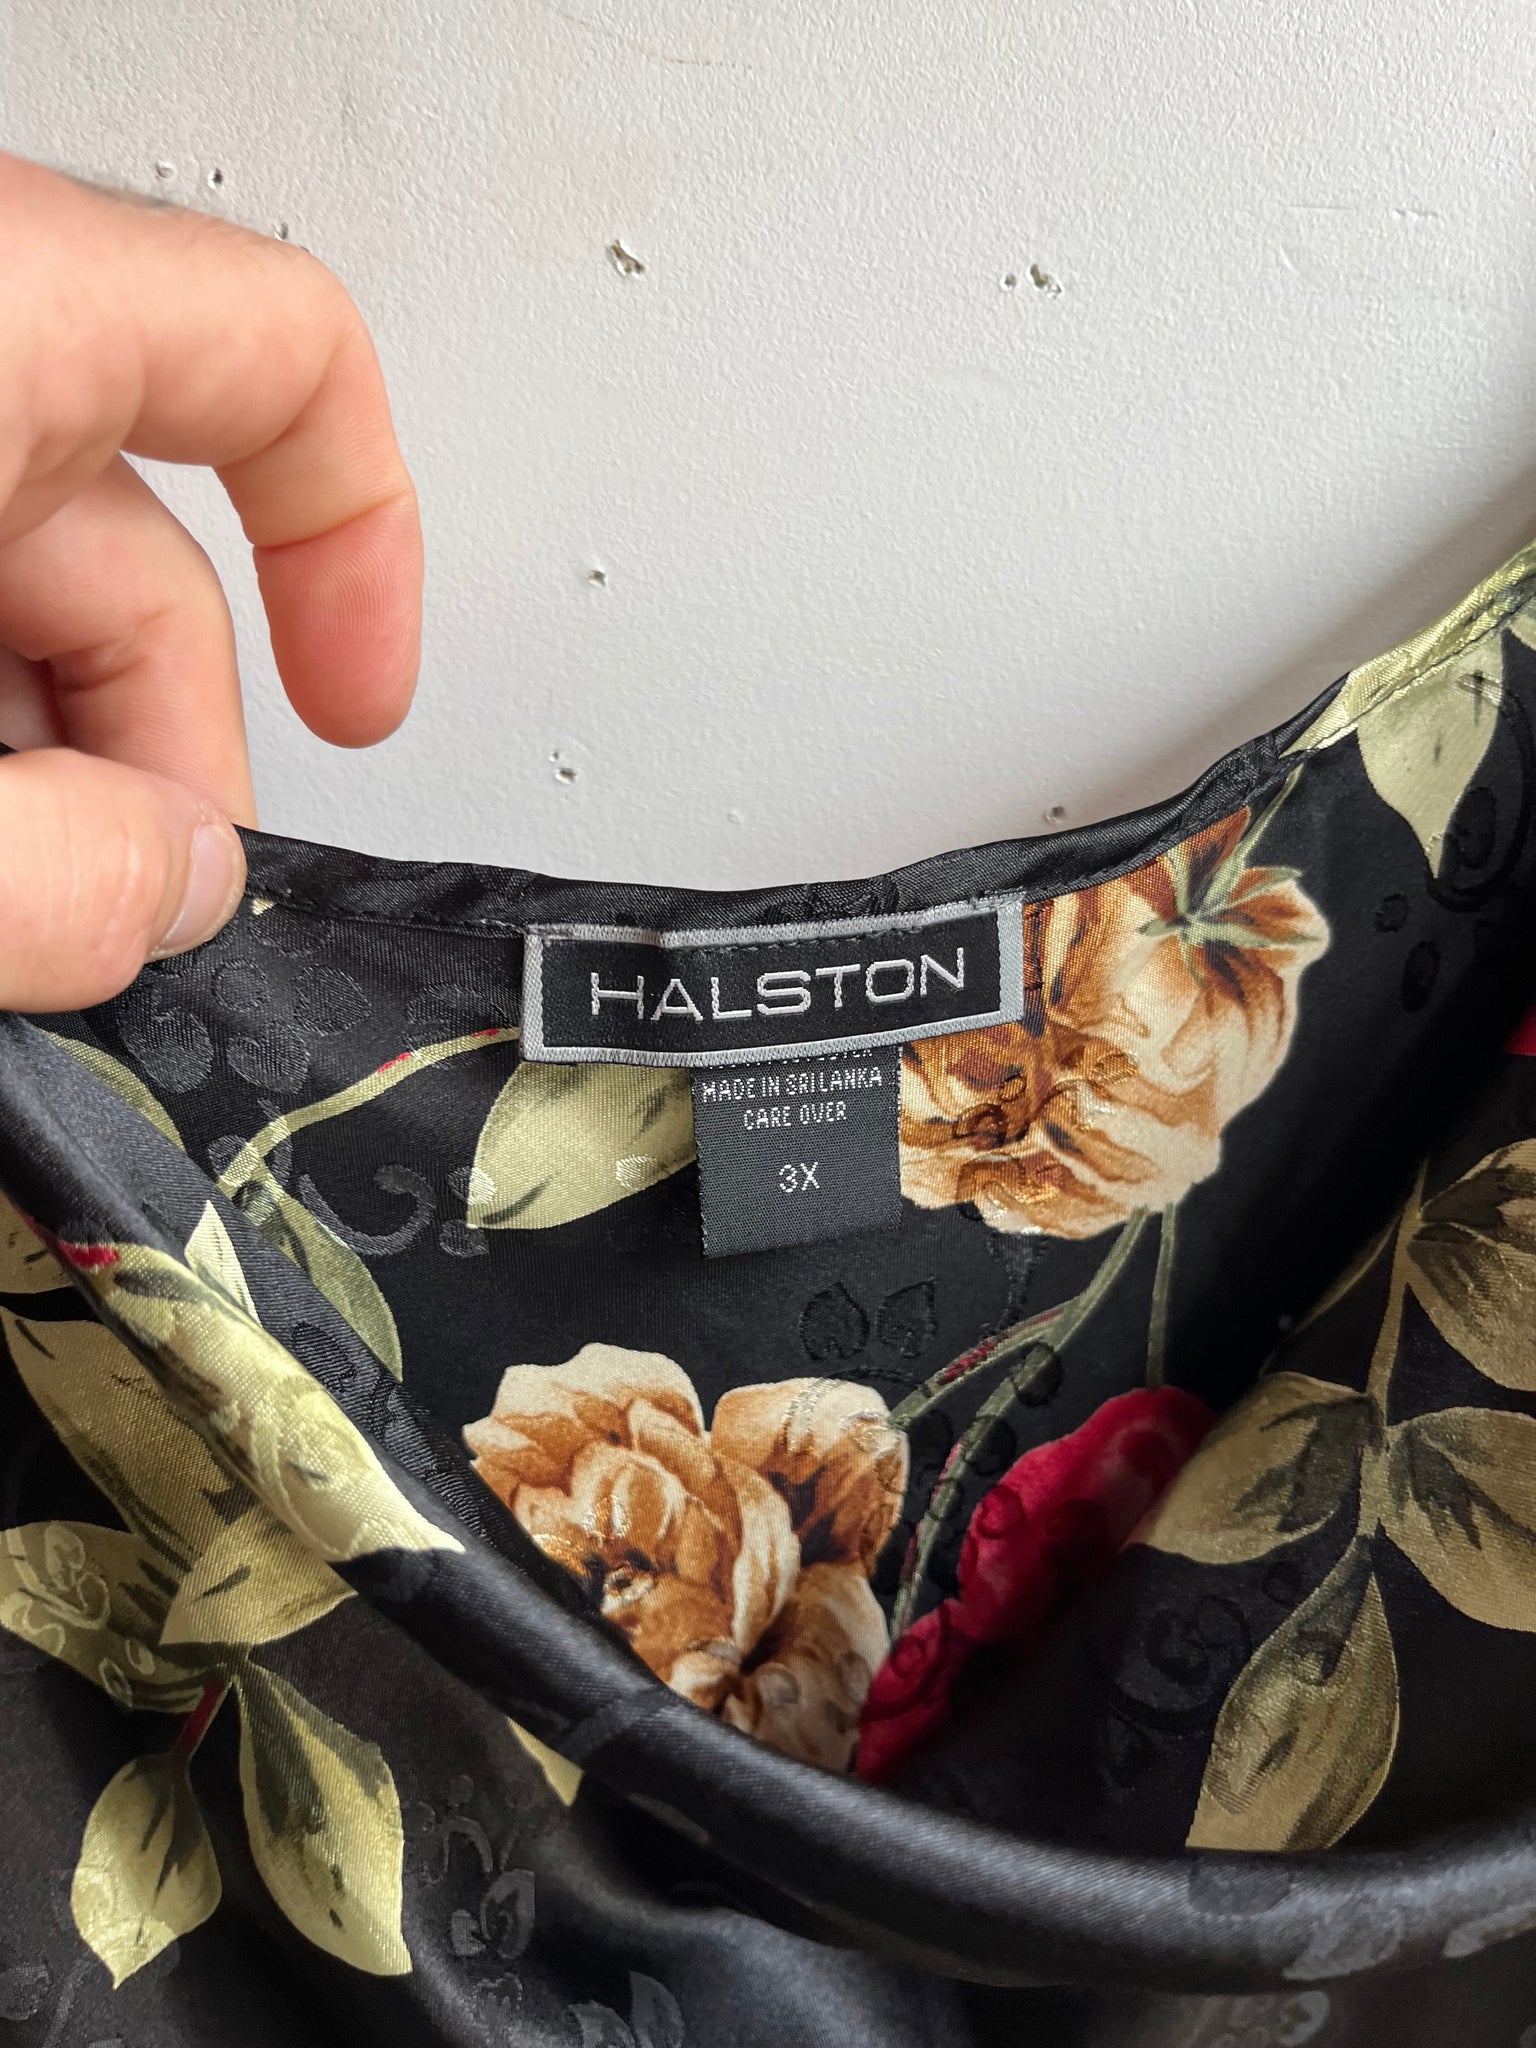 HALSTON
MADE IN SRI LANKA
CARE OVER
3X